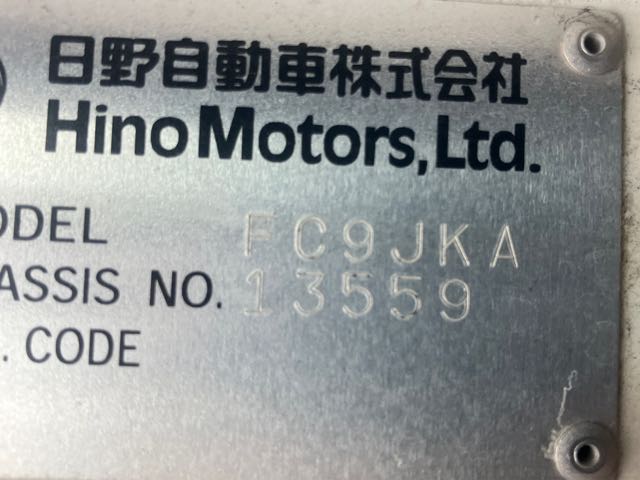 日野自動車株式会社
Hino Motors, Ltd.
ODEL FC9JKA
ASSIS NO. 13559
. CODE